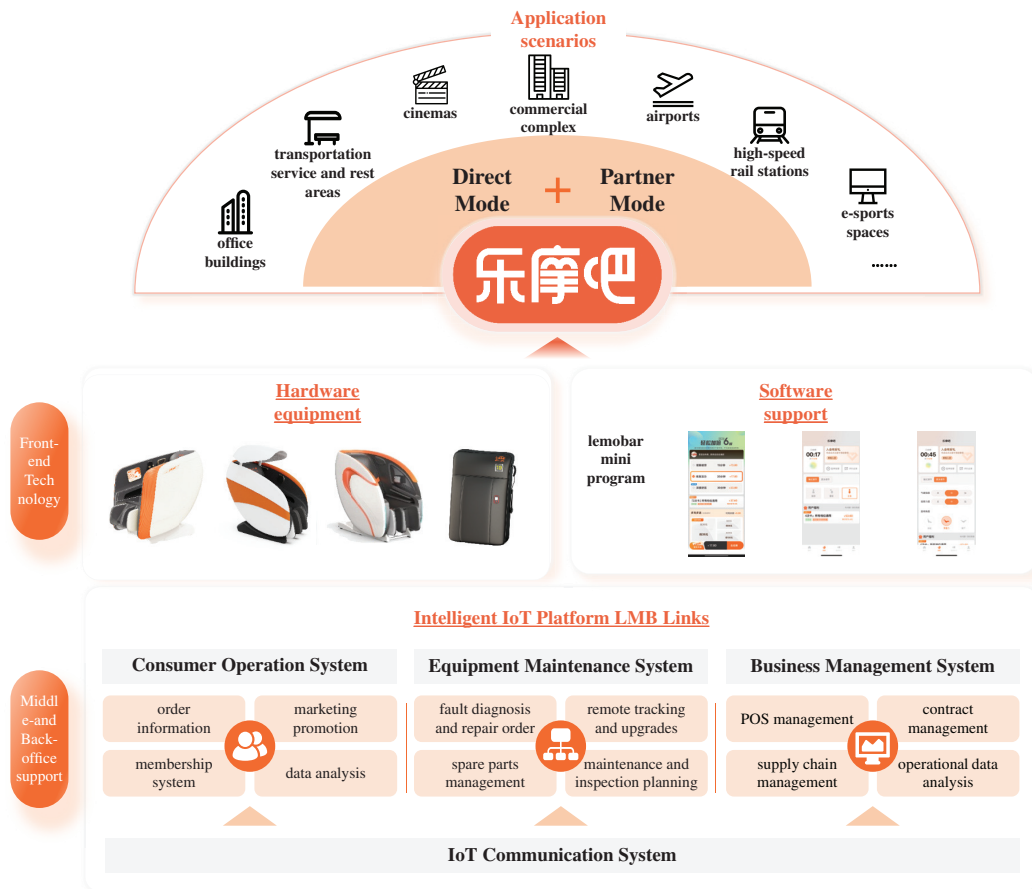 Application
scenarios
cinemas
commercial
complex
airports
transportation
service and rest
areas
high-speed
rail stations
office
buildings
e-sports
spaces
......
Direct
Mode
+
Partner
Mode
乐摩吧
Front-
end
Tech
nology
Hardware
equipment
Software
support
lemobar
mini
program
00:17
00:45
Middl
e-and
Back-
office
support
Intelligent IoT Platform LMB Links
Consumer Operation System
order
information
marketing
promotion
membership
system
data analysis
Equipment Maintenance System
fault diagnosis
and repair order
remote tracking
and upgrades
spare parts
management
maintenance and
inspection planning
Business Management System
POS management
contract
management
supply chain
management
operational data
analysis
IoT Communication System